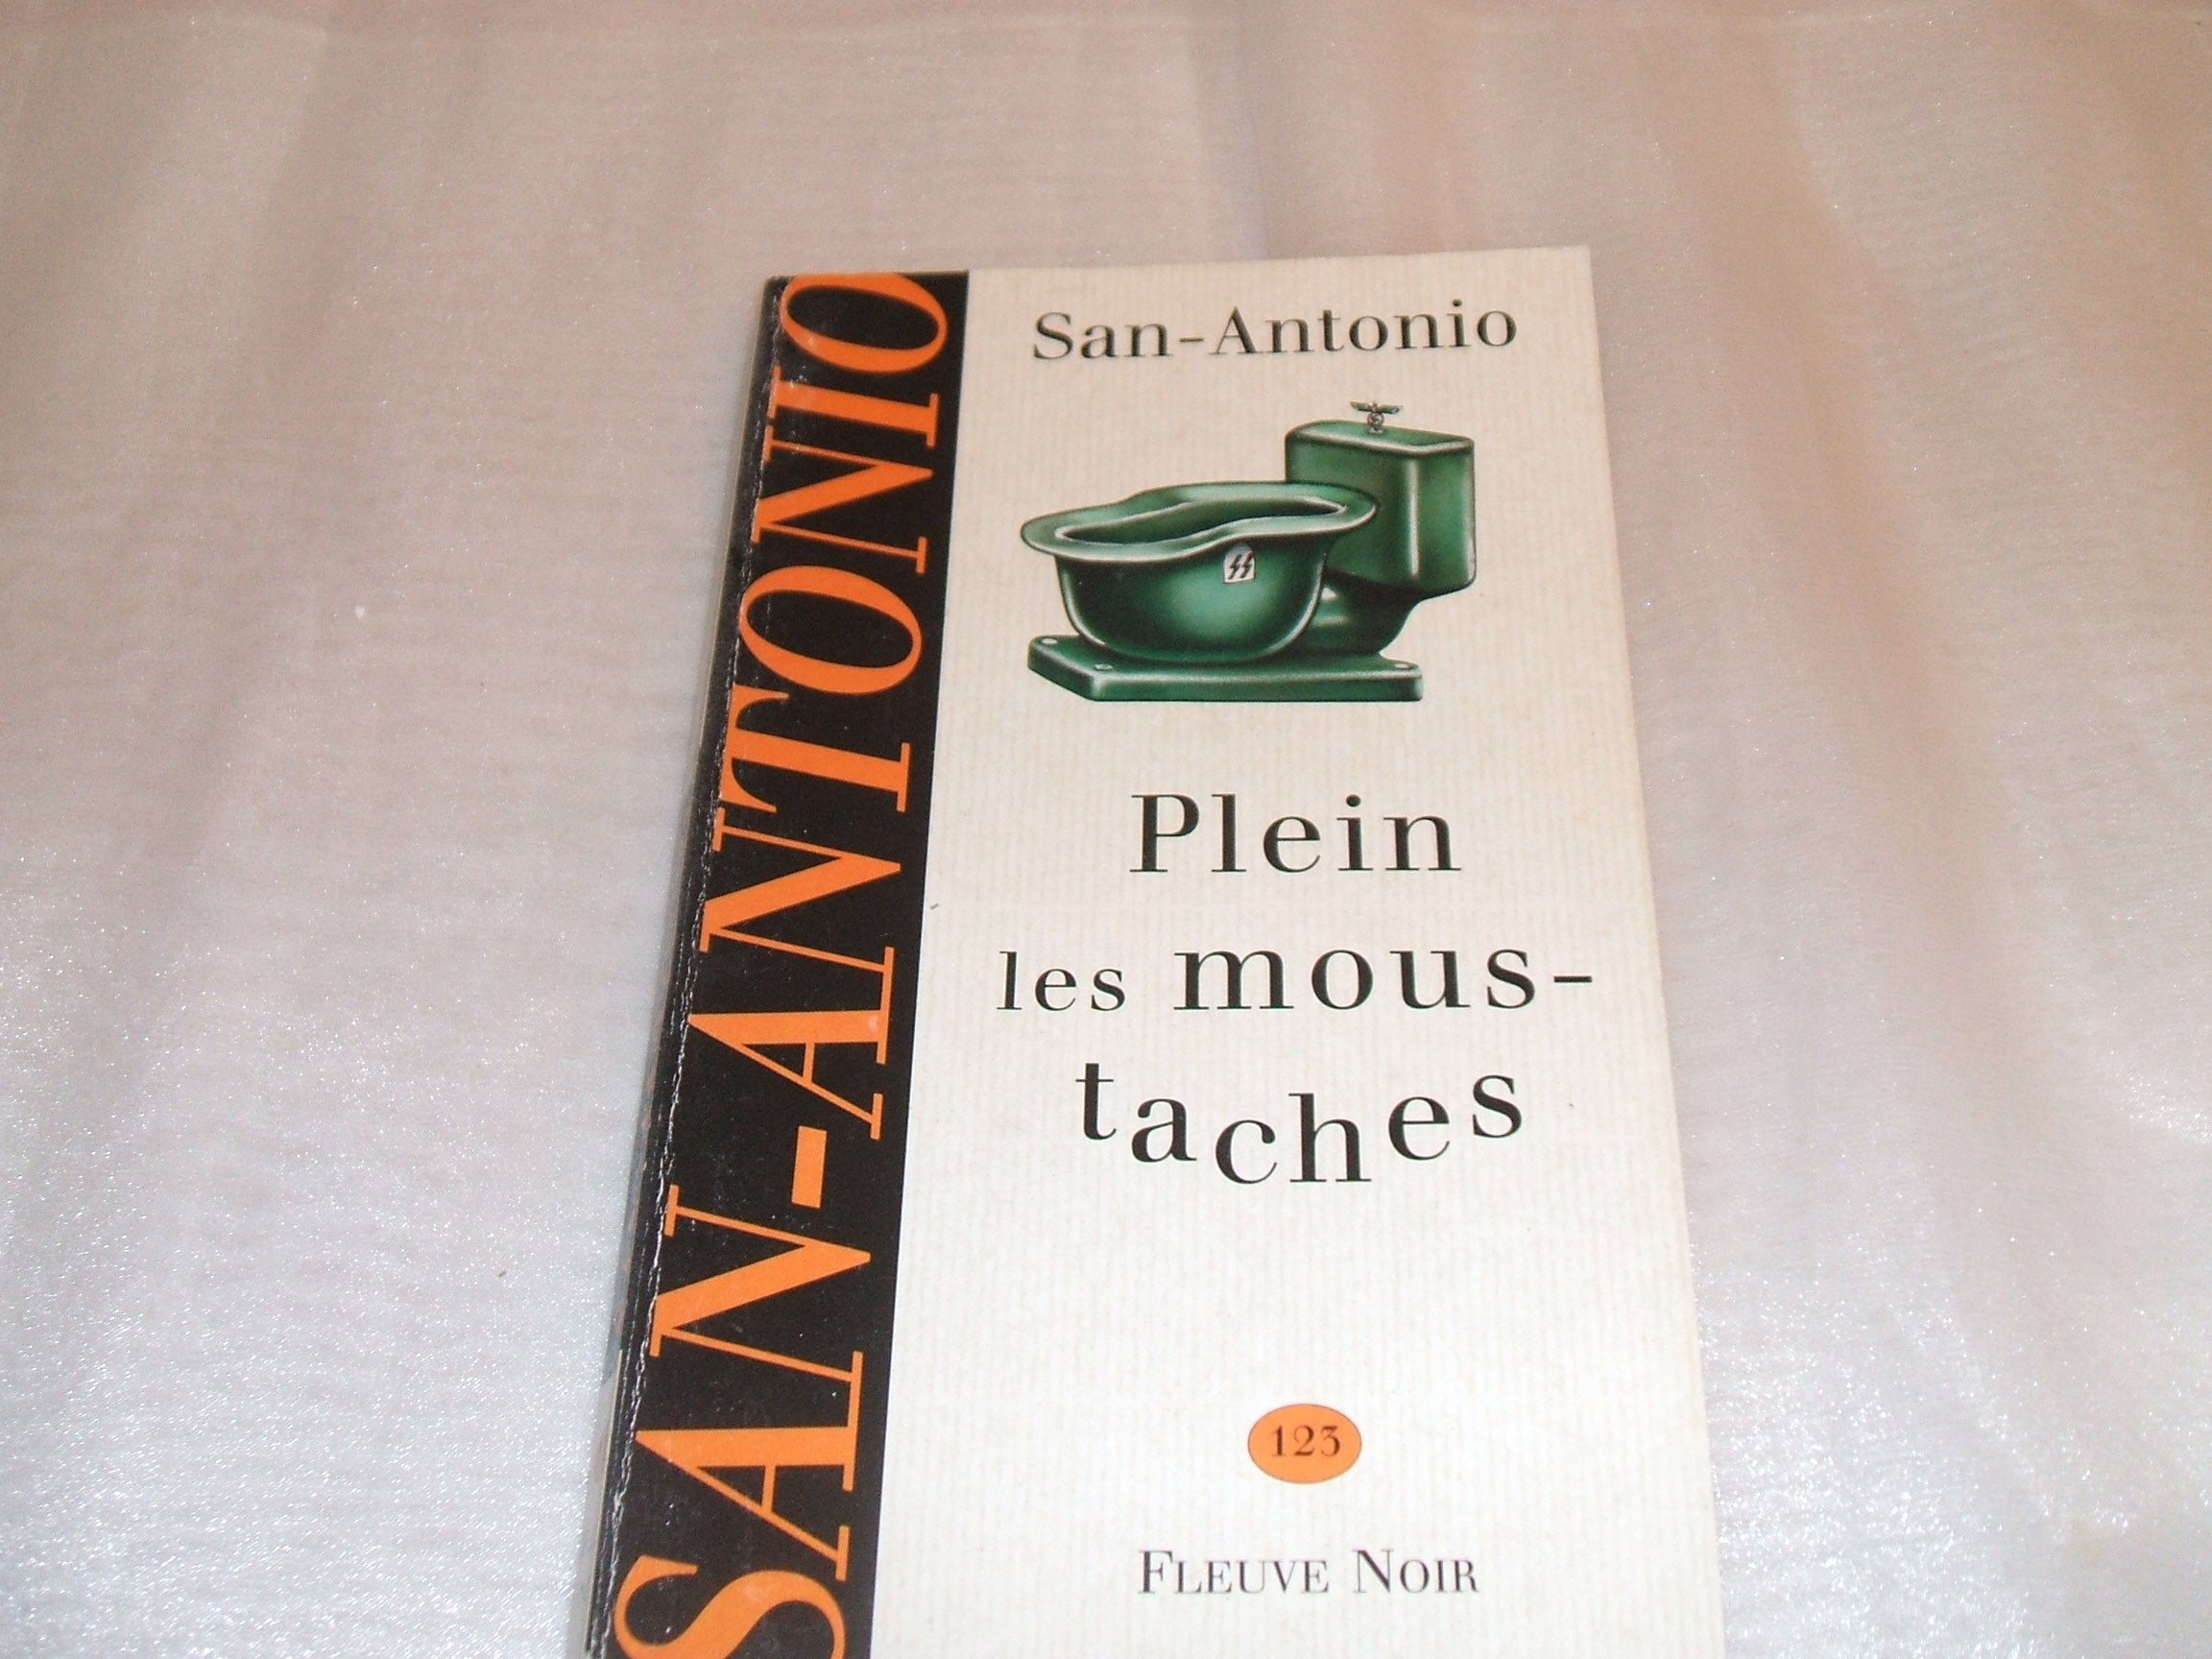 SAN-ANTONIO
San-Antonio
Plein
les mous-
taches
123
FLEUVE NOIR